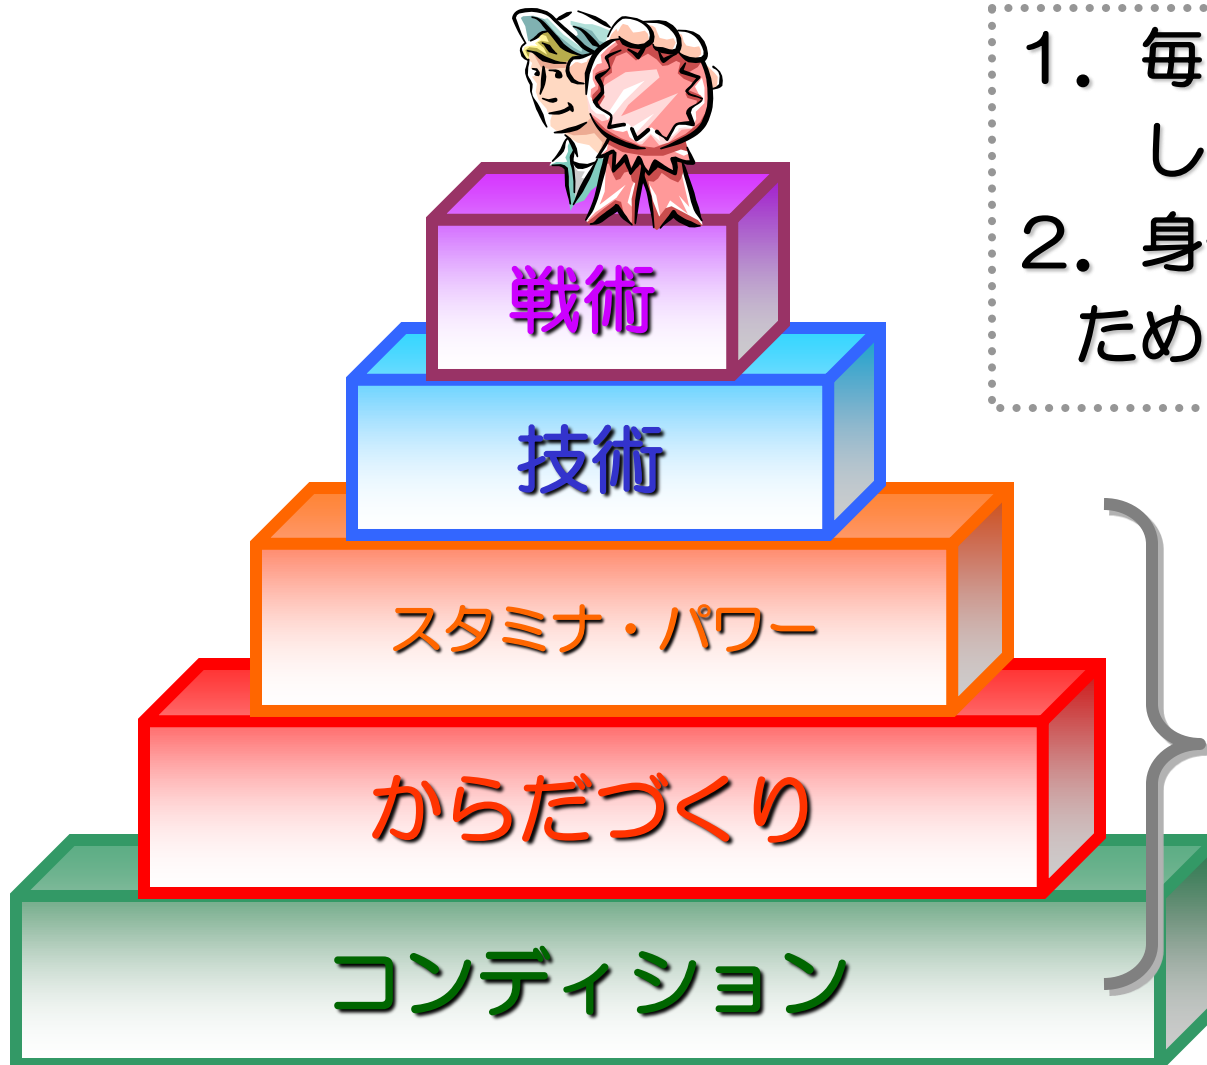 1. 毎
し
2. 身
ため
戦術
技術
スタミナ・パワー
からだづくり
コンディション